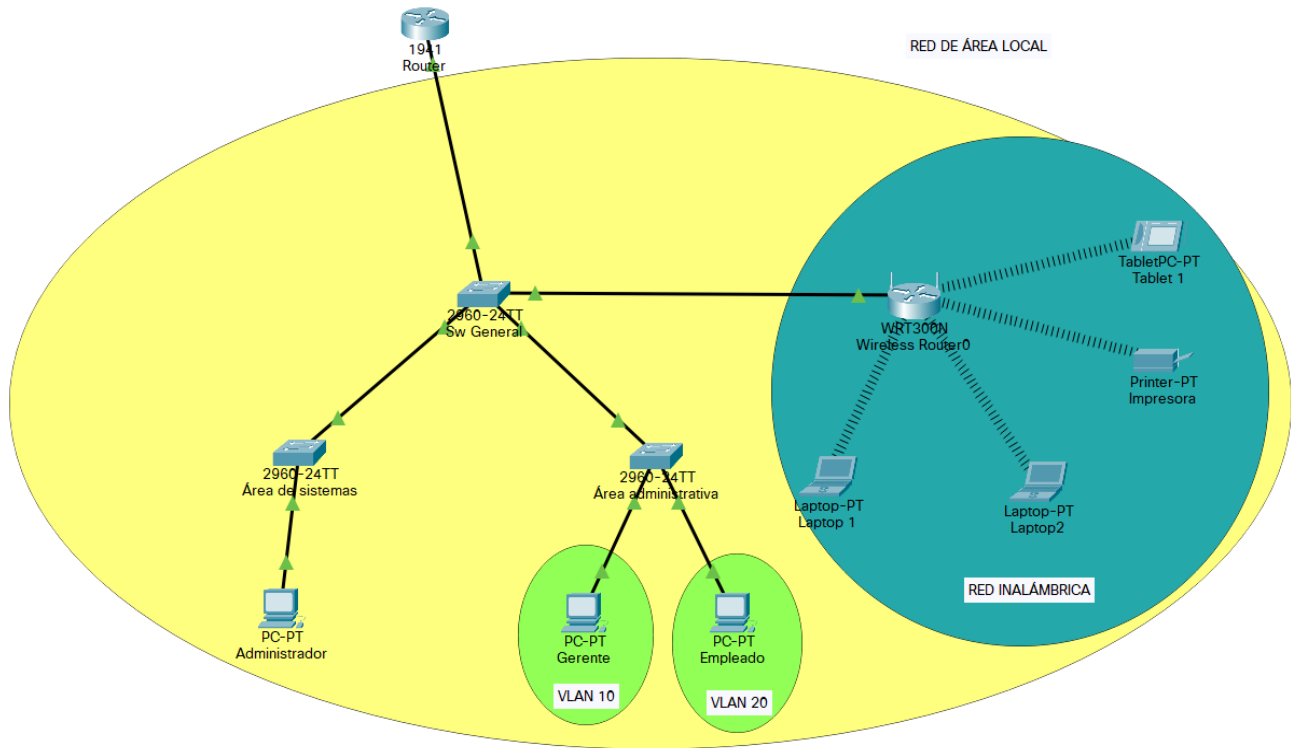 1941
Router
RED DE ÁREA LOCAL
TabletPC-PT
Tablet 1
2960-24TT
Sw General
WRT300N
Wireless Router0
Printer-PT
Impresora
2960-24TT
Área de sistemas
2960-24TT
Área administrativa
Laptop-PT
Laptop 1
Laptop-PT
Laptop2
RED INALÁMBRICA
PC-PT
Administrador
PC-PT
Gerente
PC-PT
Empleado
VLAN 10
VLAN 20